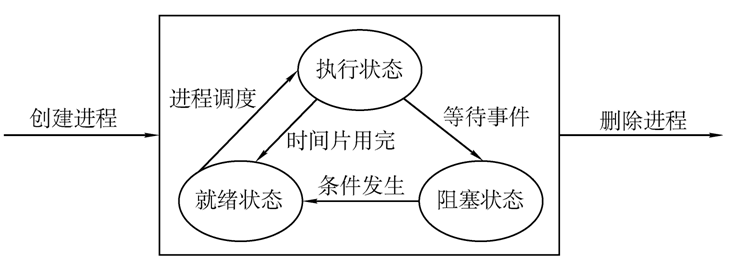 执行状态
进程调度
创建进程
等待事件
删除进程
时间片用完
就绪状态
条件发生
阻塞状态